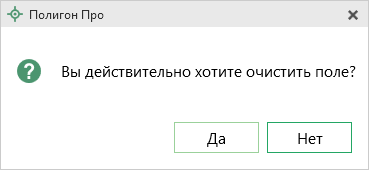 Полигон Про
Вы действительно хотите очистить поле?
Да
Нет